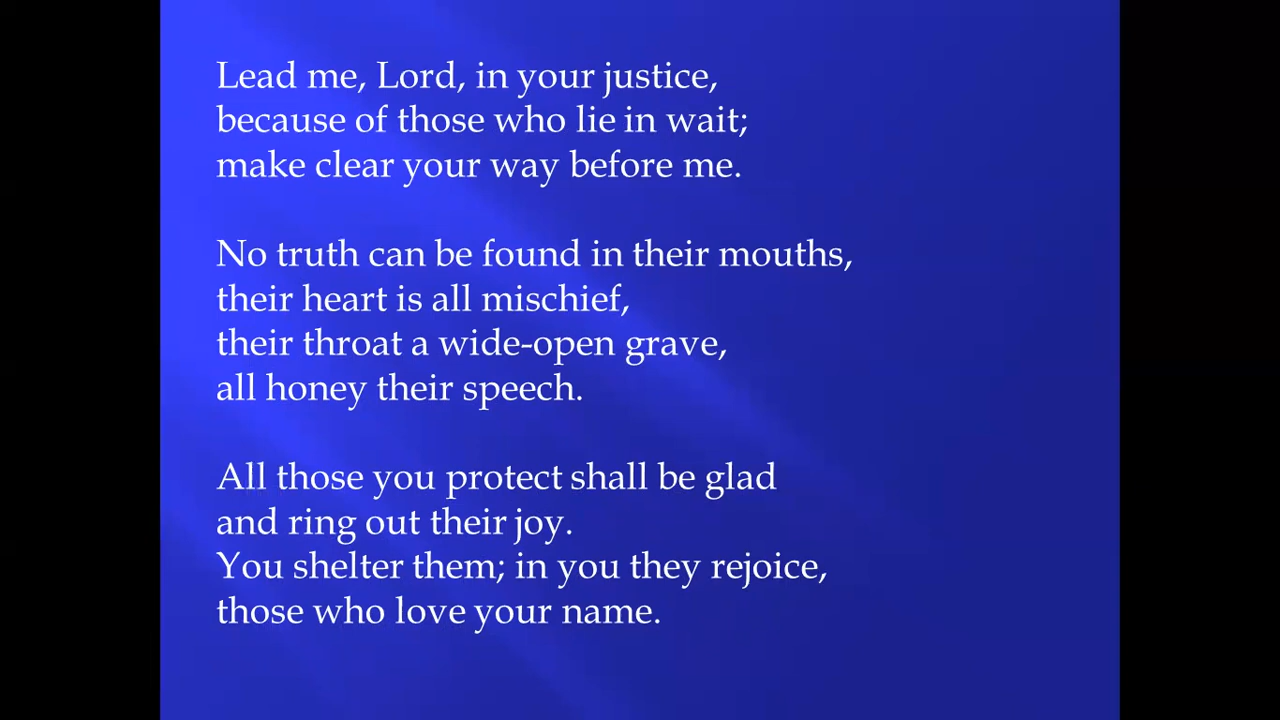 Lead me, Lord, in your justice,
because of those who lie in wait;
make clear your way before me.
No truth can be found in their mouths,
their heart is all mischief,
their throat a wide-open grave,
all honey their speech.
All those you protect shall be glad
and ring out their joy.
You shelter them; in you they rejoice,
those who love your name.